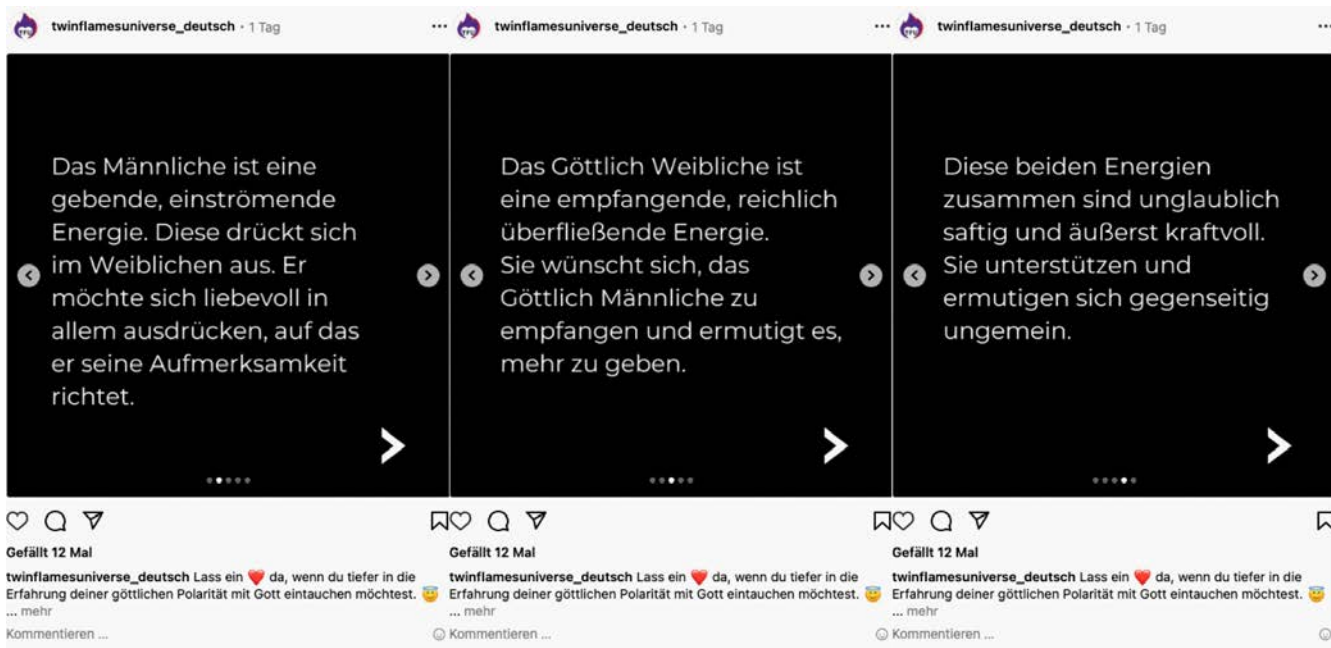 twinflamesuniverse_deutsch • 1 Tag
Das Männliche ist eine
gebende, einströmende
Energie. Diese drückt sich
im Weiblichen aus. Er
möchte sich liebevoll in
allem ausdrücken, auf das
er seine Aufmerksamkeit
richtet.
Gefällt 12 Mal
twinflamesuniverse_deutsch Lass ein ❤️ da, wenn du tiefer in die
Erfahrung deiner göttlichen Polarität mit Gott eintauchen möchtest. 😇
... mehr
Kommentieren ...
twinflamesuniverse_deutsch • 1 Tag
Das Göttlich Weibliche ist
eine empfangende, reichlich
überfließende Energie.
Sie wünscht sich, das
Göttlich Männliche zu
empfangen und ermutigt es,
mehr zu geben.
Gefällt 12 Mal
twinflamesuniverse_deutsch Lass ein ❤️ da, wenn du tiefer in die
Erfahrung deiner göttlichen Polarität mit Gott eintauchen möchtest. 😇
... mehr
Kommentieren ...
twinflamesuniverse_deutsch • 1 Tag
Diese beiden Energien
zusammen sind unglaublich
saftig und äußerst kraftvoll.
Sie unterstützen und
ermutigen sich gegenseitig
ungemein.
Gefällt 12 Mal
twinflamesuniverse_deutsch Lass ein ❤️ da, wenn du tiefer in die
Erfahrung deiner göttlichen Polarität mit Gott eintauchen möchtest. 😇
... mehr
Kommentieren ...